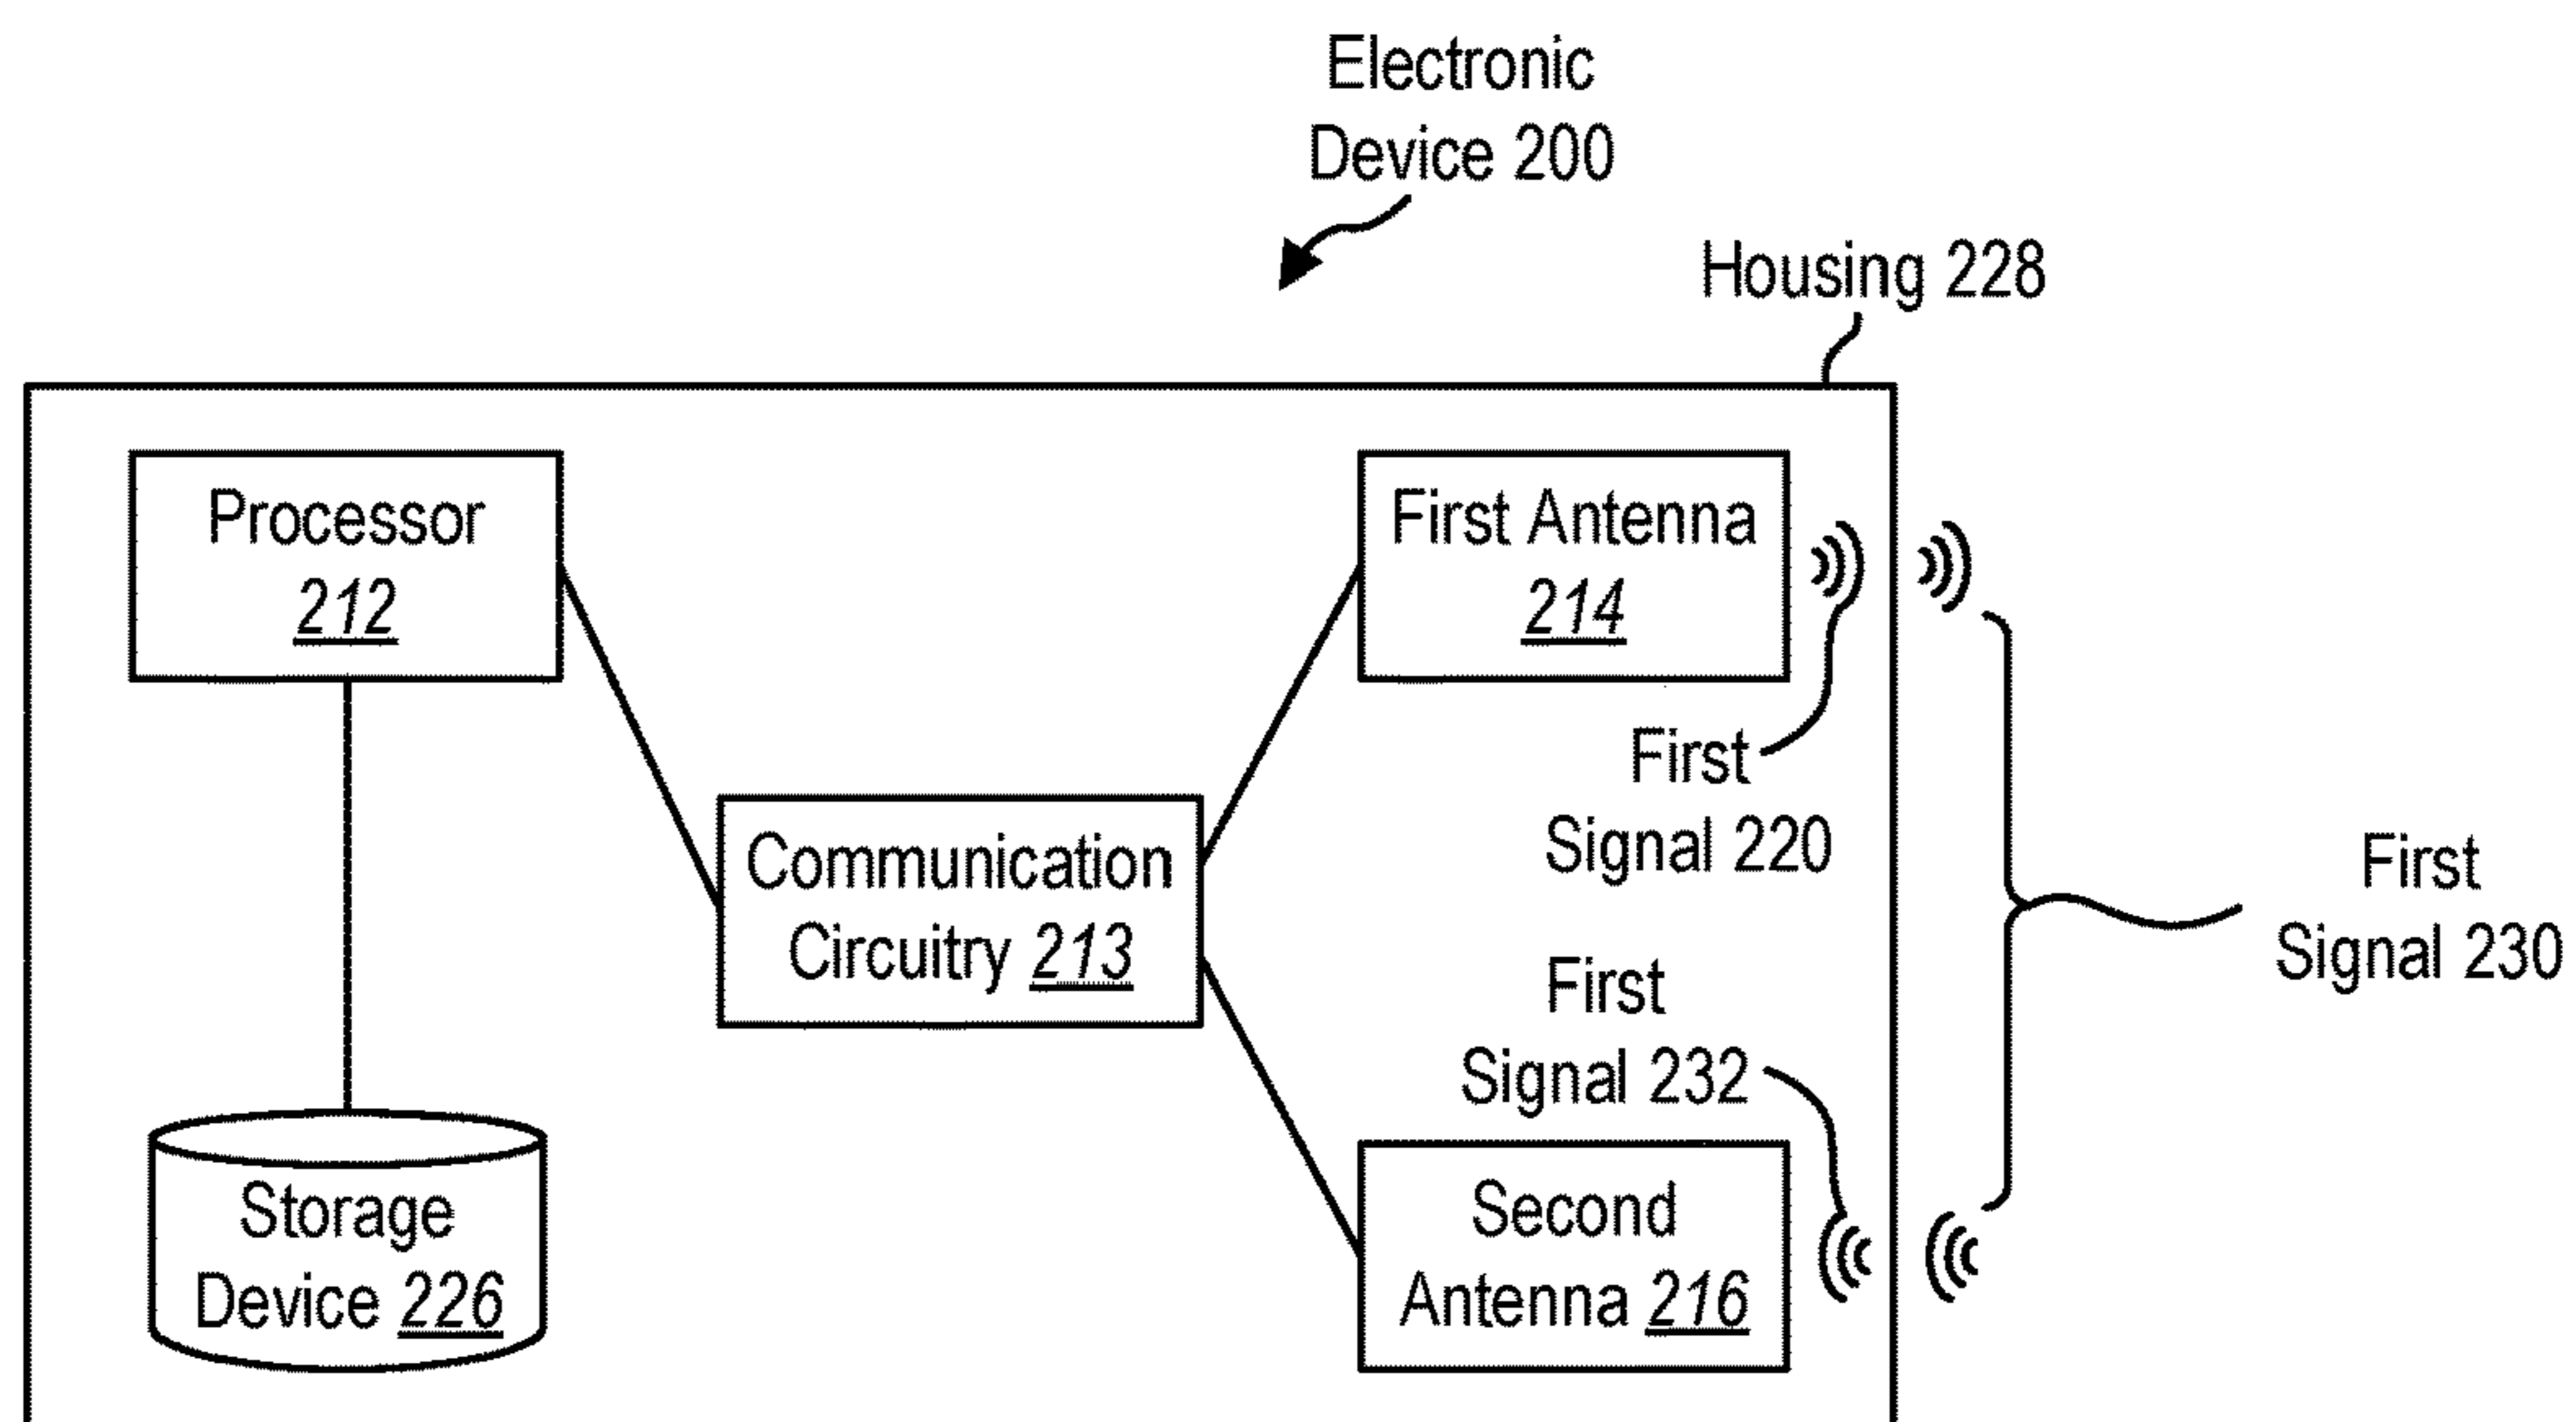 Electronic
Device 200
Housing 228
Processor
212
First Antenna
214
First
Signal 220
Communication
Circuitry 213
First
Signal 230
First
Signal 232
Storage
Device 226
Second
Antenna 216